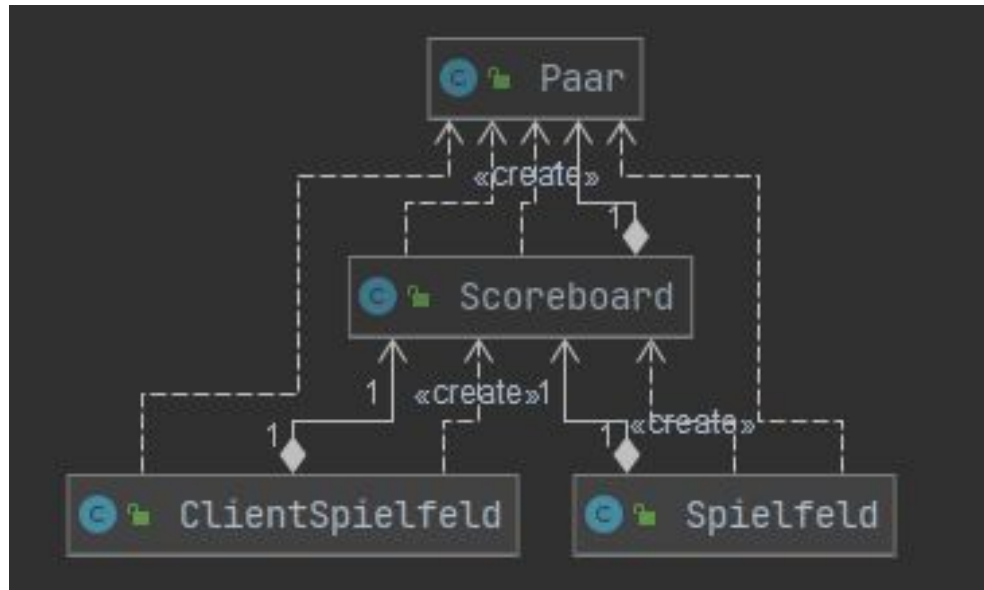 Paar
«create»
1
Scoreboard
1
«create»
1
1
1
«create»
ClientSpielfeld
Spielfeld